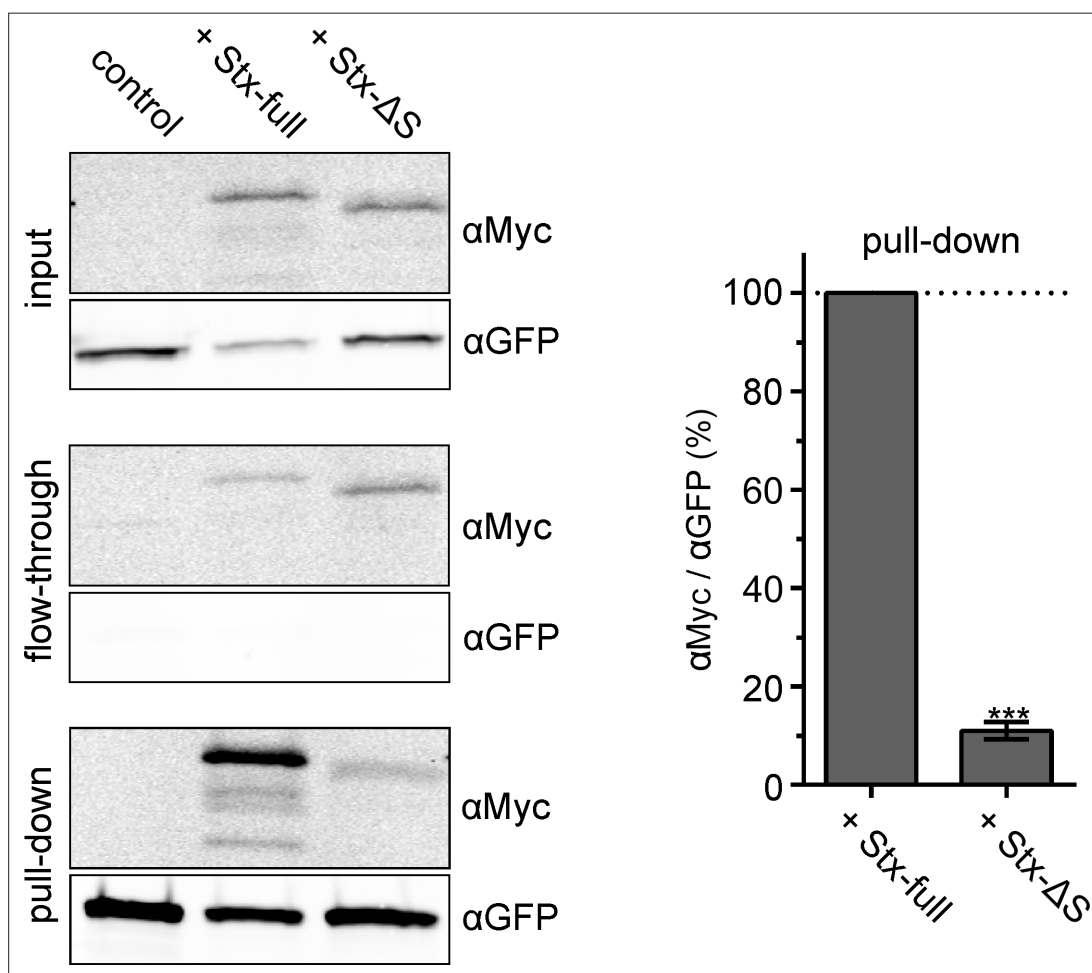 control
+ Stx-full
+ Stx-ΔS
input
αMyc
αGFP
flow-through
αMyc
αGFP
pull-down
αMyc
αGFP
pull-down
αMyc / αGFP (%)
100
80
60
40
20
0
***
+ Stx-full
+ Stx-ΔS